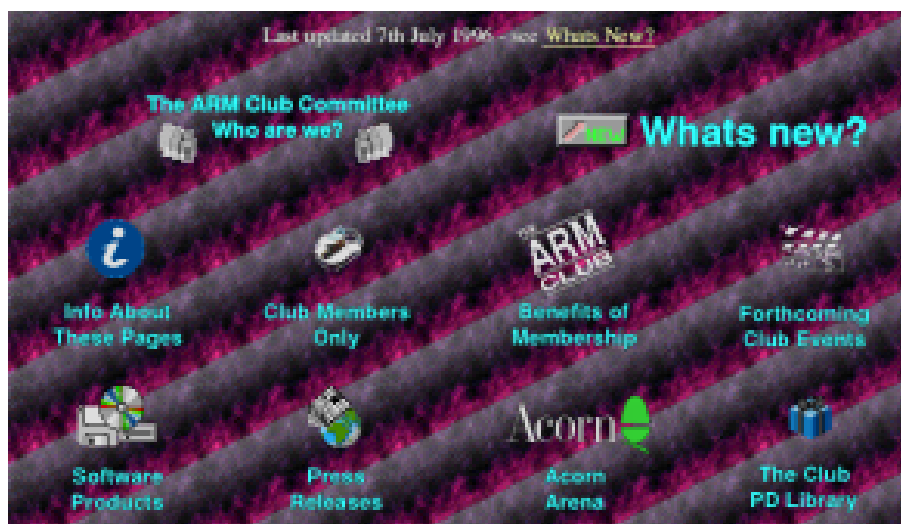 Last updated 7th July 1996 - see Whats New?
The ARM Club Committee
Who are we?
NEW
Whats new?
THE
ARM
CLUB
Info About
These Pages
Club Members
Only
Benefits of
Membership
Forthcoming
Club Events
Acorn
Software
Products
Press
Releases
Acorn
Arena
The Club
PD Library